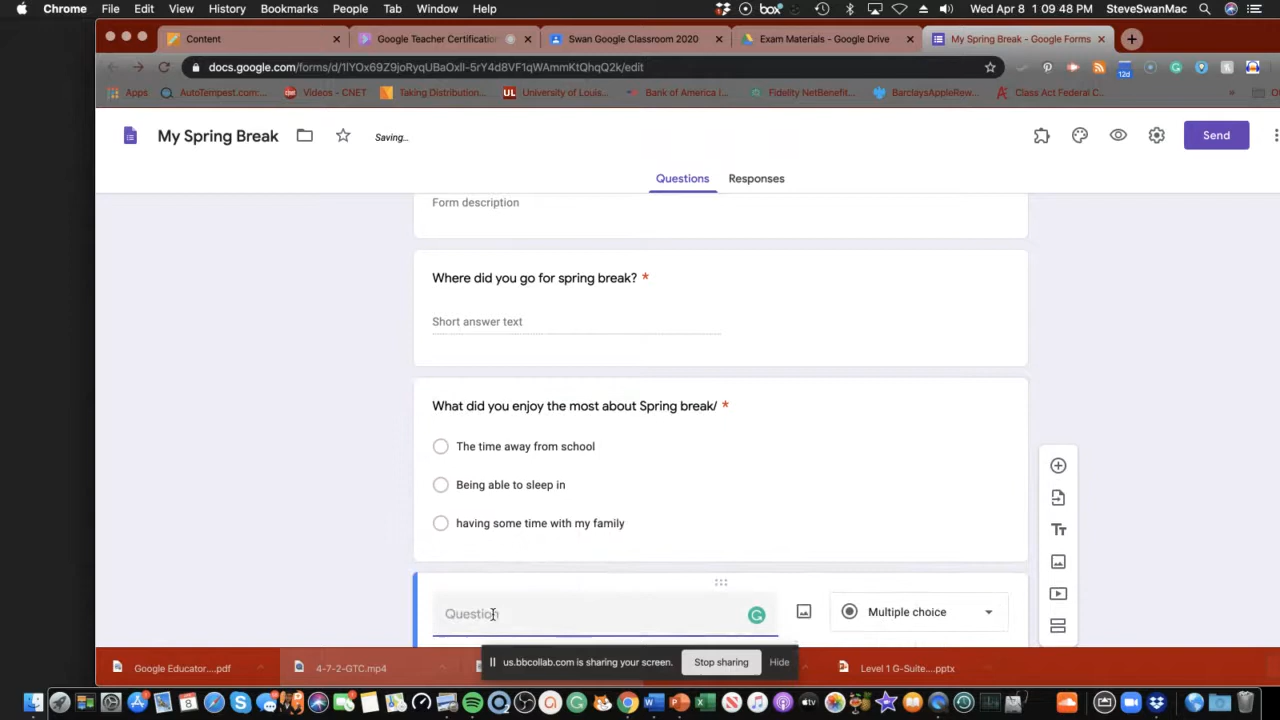 Chrome File Edit View History Bookmarks People Tab Window Help box Wed Apr 8 1:09:48 PM SteveSwanMac
Content Google Teacher Certification Swan Google Classroom 2020 Exam Materials - Google Drive My Spring Break - Google Forms
docs.google.com/forms/d/1IYOx69Z9joRyqUBaOxII-5rY4d8VF1qWAmmKtQhqQ2k/edit
12d
Apps AutoTempest.com:... Videos - CNET Taking Distribution... University of Louis... Bank of America I... Fidelity NetBenefit... BarclaysAppleRew... Class Act Federal C...
My Spring Break Saving... Send
Questions Responses
Form description
Where did you go for spring break? *
Short answer text
What did you enjoy the most about Spring break/ *
The time away from school
Being able to sleep in
having some time with my family
Tt
Question Multiple choice
Google Educator....pdf 4-7-2-GTC.mp4 us.bbcollab.com is sharing your screen. Stop sharing Hide Level 1 G-Suite....pptx